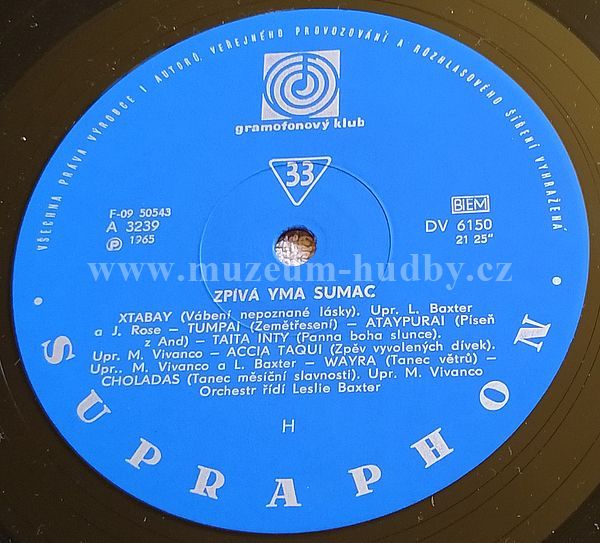 VŠECHNA PRÁVA VÝROBCE I AUTORŮ, VEŘEJNÉHO PROVOZOVÁNÍ A ROZHLASOVÉHO ŠÍŘENÍ VYHRAŽENA
gramofonový klub
33
F-09 50543
A 3239
Ⓟ 1965
BIEM
DV 6150
21 25"
www.muzeum-hudby.cz
ZPÍVÁ YMA SUMAC
XTABAY (Vábení nepoznané lásky). Upr. L. Baxter
a J. Rose – TUMPAI (Zemětřesení) – ATAYPURAI (Píseň
z And) – TAITA INTY (Panna boha slunce).
Upr. M. Vivanco – ACCIA TAQUI (Zpěv vyvolených dívek).
Upr.. M. Vivanco a L. Baxter – WAYRA (Tanec větrů) –
CHOLADAS (Tanec měsíční slavnosti). Upr. M. Vivanco
Orchestr řídí Leslie Baxter
H
SUPRAPHON